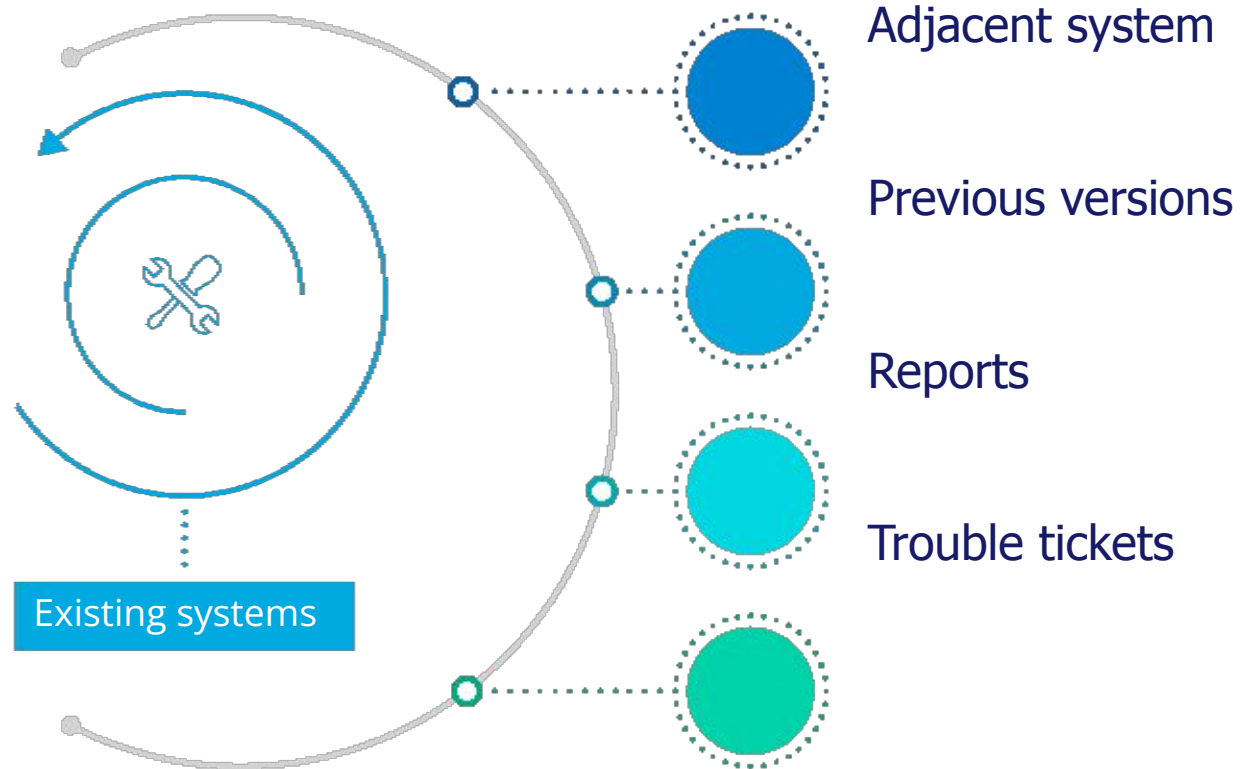 Adjacent system
Previous versions
Reports
Trouble tickets
Existing systems